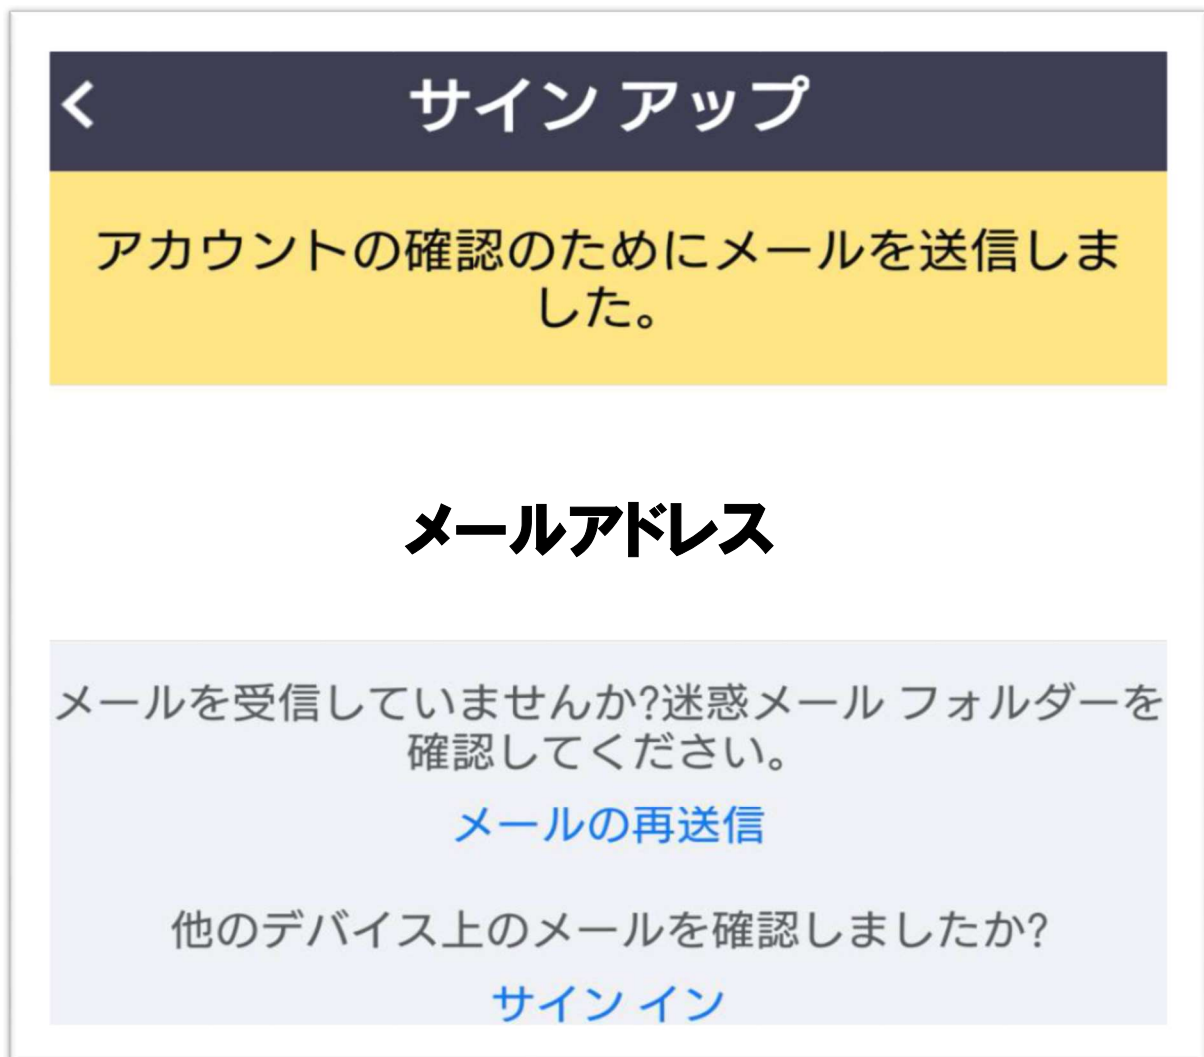 サイン アップ
アカウントの確認のためにメールを送信しま
した。
メールアドレス
メールを受信していませんか?迷惑メール フォルダーを
確認してください。
メールの再送信
他のデバイス上のメールを確認しましたか?
サイン イン